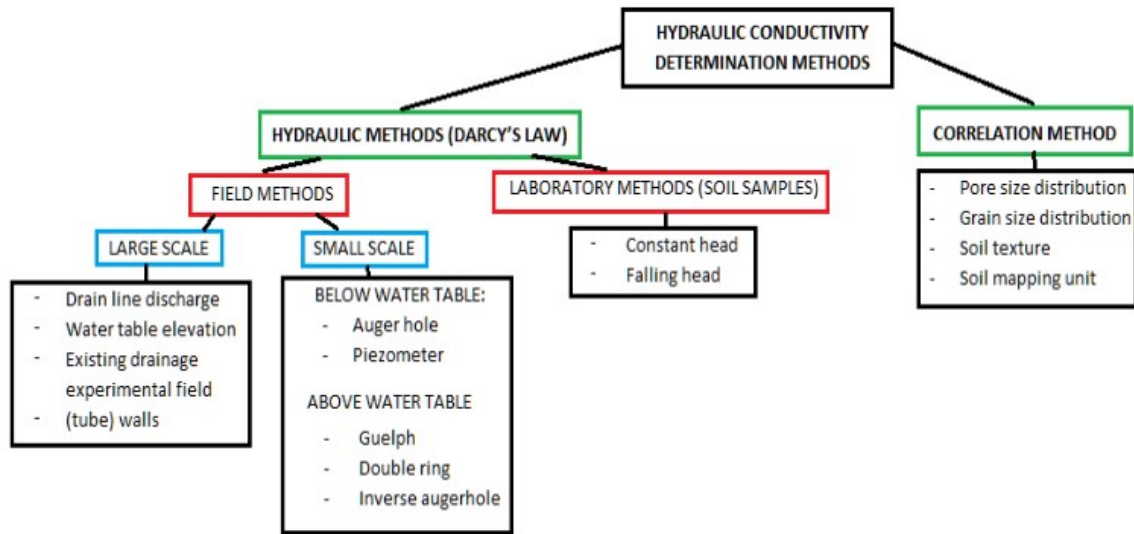 HYDRAULIC CONDUCTIVITY
DETERMINATION METHODS
HYDRAULIC METHODS (DARCY'S LAW)
CORRELATION METHOD
FIELD METHODS
LABORATORY METHODS (SOIL SAMPLES)
LARGE SCALE
SMALL SCALE
- Drain line discharge
- Water table elevation
- Existing drainage
experimental field
- (tube) walls
BELOW WATER TABLE:
- Auger hole
- Piezometer
ABOVE WATER TABLE
- Guelph
- Double ring
- Inverse augerhole
- Constant head
- Falling head
- Pore size distribution
- Grain size distribution
- Soil texture
- Soil mapping unit